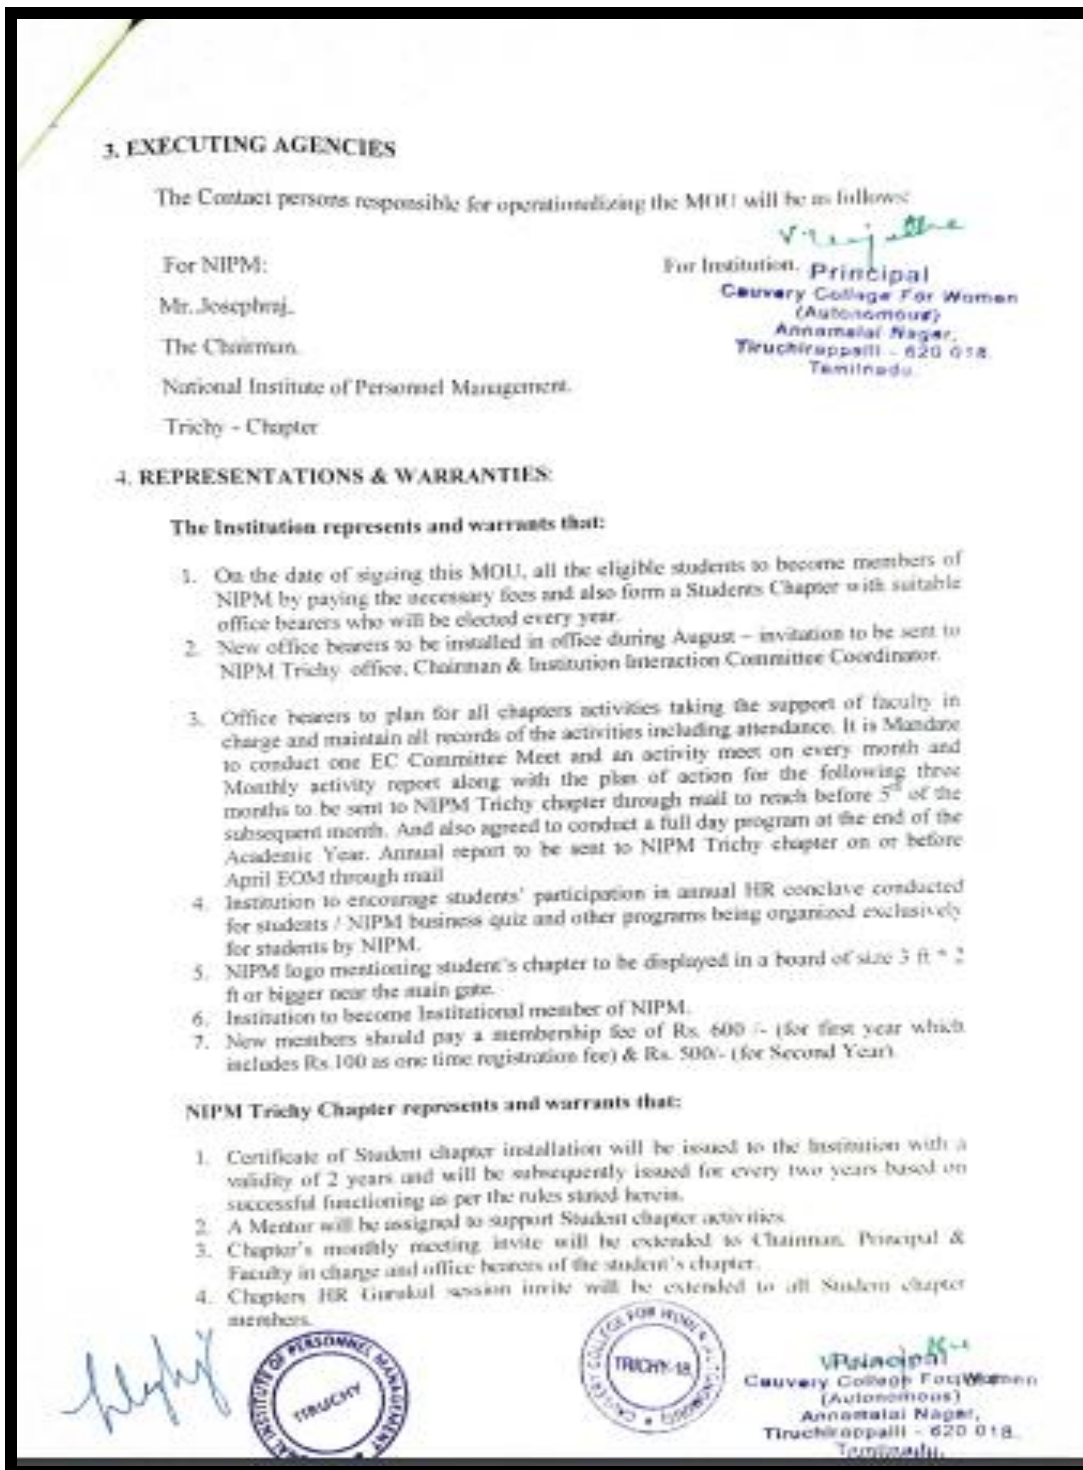 3. EXECUTING AGENCIES
The Contact persons responsible for operationalizing the MOU will be as follows:
For NIPM:
For Institution.
Mr. Josephraj,
The Chairman.
National Institute of Personnel Management.
Trichy - Chapter
Principal
Cauvery College For Women
(Autonomous)
Annamalai Nager,
Tiruchirappalli - 620 018.
Tamilnadu.
4. REPRESENTATIONS & WARRANTIES:
The Institution represents and warrants that:
1. On the date of signing this MOU, all the eligible students to become members of
NIPM by paying the necessary fees and also form a Students Chapter with suitable
office bearers who will be elected every year.
2. New office bearers to be installed in office during August – invitation to be sent to
NIPM Trichy office, Chairman & Institution Interaction Committee Coordinator.
3. Office bearers to plan for all chapters activities taking the support of faculty in
charge and maintain all records of the activities including attendance. It is Mandate
to conduct one EC Committee Meet and an activity meet on every month and
Monthly activity report along with the plan of action for the following three
months to be sent to NIPM Trichy chapter through mail to reach before 5th of the
subsequent month. And also agreed to conduct a full day program at the end of the
Academic Year. Annual report to be sent to NIPM Trichy chapter on or before
April EOM through mail
4. Institution to encourage students' participation in annual HR conclave conducted
for students / NIPM business quiz and other programs being organized exclusively
for students by NIPM.
5. NIPM logo mentioning student's chapter to be displayed in a board of size 3 ft * 2
ft or bigger near the main gate.
6. Institution to become Institutional member of NIPM.
7. New members should pay a membership fee of Rs. 600 /- (for first year which
includes Rs.100 as one time registration fee) & Rs. 500/- (for Second Year).
NIPM Trichy Chapter represents and warrants that:
1. Certificate of Student chapter installation will be issued to the Institution with a
validity of 2 years and will be subsequently issued for every two years based on
successful functioning as per the rules stated herein.
2. A Mentor will be assigned to support Student chapter activities.
3. Chapter's monthly meeting invite will be extended to Chairman, Principal &
Faculty in charge and office bearers of the student's chapter.
4. Chapters HR Gurukul session invite will be extended to all Student chapter
members.
INSTITUTE OF PERSONNEL MANAGEMENT
TIRUCHY
CAUVERY COLLEGE FOR WOMEN (AUTONOMOUS)
TRICHY-18
Principal
Cauvery College For Women
(Autonomous)
Annamalai Nager,
Tiruchirappalli - 620 018.
Tamilnadu.